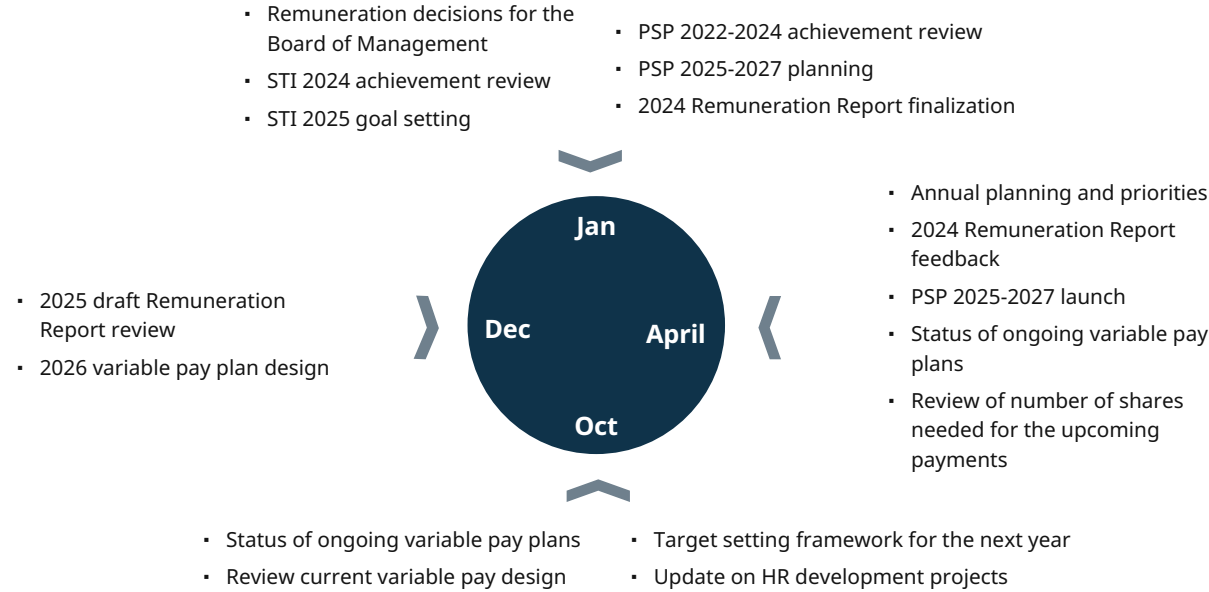 ▪ Remuneration decisions for the
Board of Management
▪ STI 2024 achievement review
▪ STI 2025 goal setting
▪ PSP 2022-2024 achievement review
▪ PSP 2025-2027 planning
▪ 2024 Remuneration Report finalization
Jan
▪ Annual planning and priorities
▪ 2024 Remuneration Report
feedback
▪ PSP 2025-2027 launch
▪ Status of ongoing variable pay
plans
▪ Review of number of shares
needed for the upcoming
payments
▪ 2025 draft Remuneration
Report review
▪ 2026 variable pay plan design
Dec
April
Oct
▪ Status of ongoing variable pay plans
▪ Review current variable pay design
▪ Target setting framework for the next year
▪ Update on HR development projects